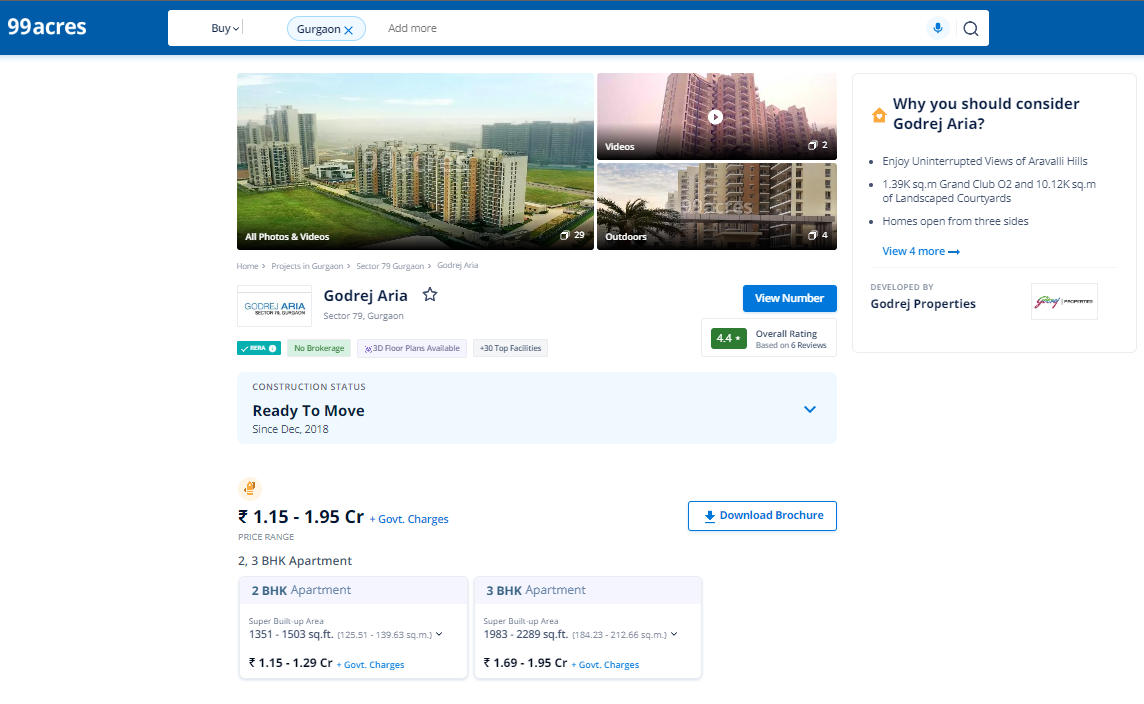 99acres
Buy
Gurgaon
Add more
99acres
All Photos & Videos
29
Videos
2
99acres
Outdoors
4
Why you should consider
Godrej Aria?
Enjoy Uninterrupted Views of Aravalli Hills
1.39K sq.m Grand Club O2 and 10.12K sq.m
of Landscaped Courtyards
Homes open from three sides
View 4 more
DEVELOPED BY
Godrej Properties
Godrej | PROPERTIES
Home > Projects in Gurgaon > Sector 79 Gurgaon > Godrej Aria
GODREJ ARIA
SECTOR 79, GURGAON
Godrej Aria
Sector 79, Gurgaon
View Number
4.4 ★
Overall Rating
Based on 6 Reviews
RERA
No Brokerage
3D Floor Plans Available
+30 Top Facilities
CONSTRUCTION STATUS
Ready To Move
Since Dec, 2018
₹ 1.15 - 1.95 Cr + Govt. Charges
PRICE RANGE
Download Brochure
2, 3 BHK Apartment
2 BHK Apartment
Super Built-up Area
1351 - 1503 sq.ft. (125.51 - 139.63 sq.m.)
₹ 1.15 - 1.29 Cr + Govt. Charges
3 BHK Apartment
Super Built-up Area
1983 - 2289 sq.ft. (184.23 - 212.66 sq.m.)
₹ 1.69 - 1.95 Cr + Govt. Charges